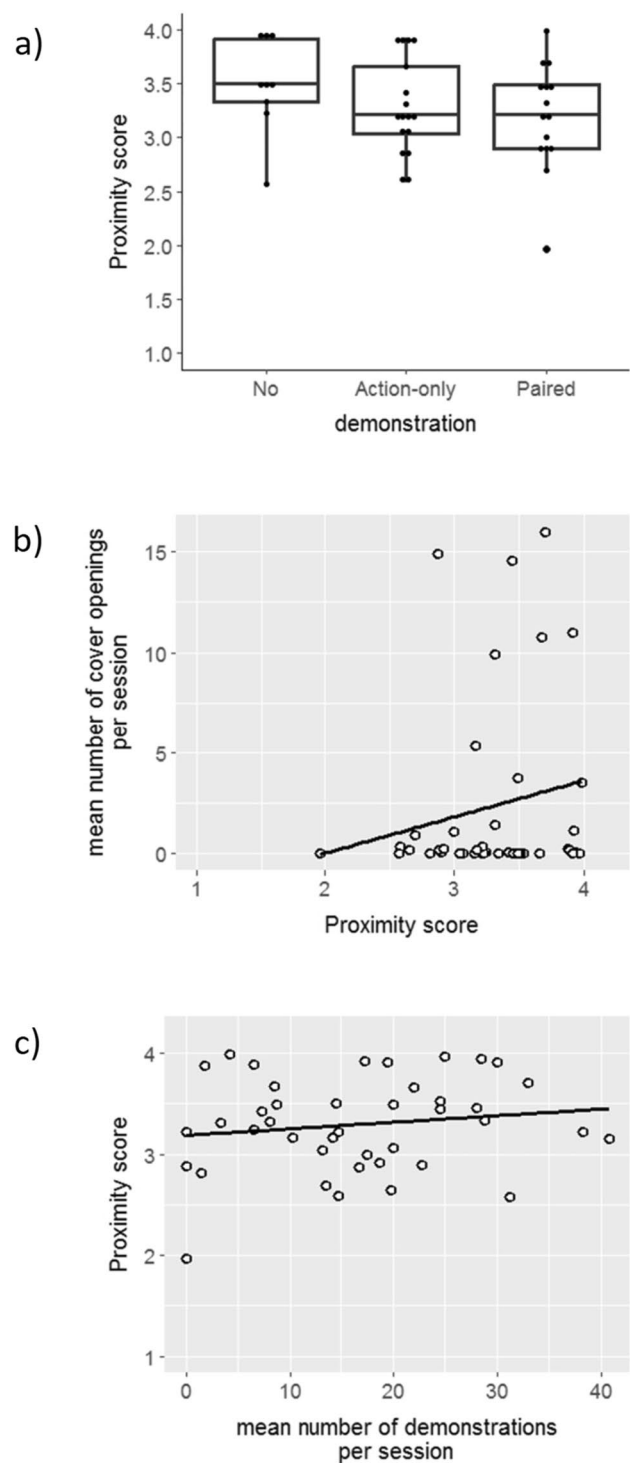 a)
Proximity score
4.0
3.5
3.0
2.5
2.0
1.5
1.0
No
Action-only
Paired
demonstration
b)
mean number of cover openings
per session
15
10
5
0
1
2
3
4
Proximity score
c)
Proximity score
4
3
2
1
0
10
20
30
40
mean number of demonstrations
per session